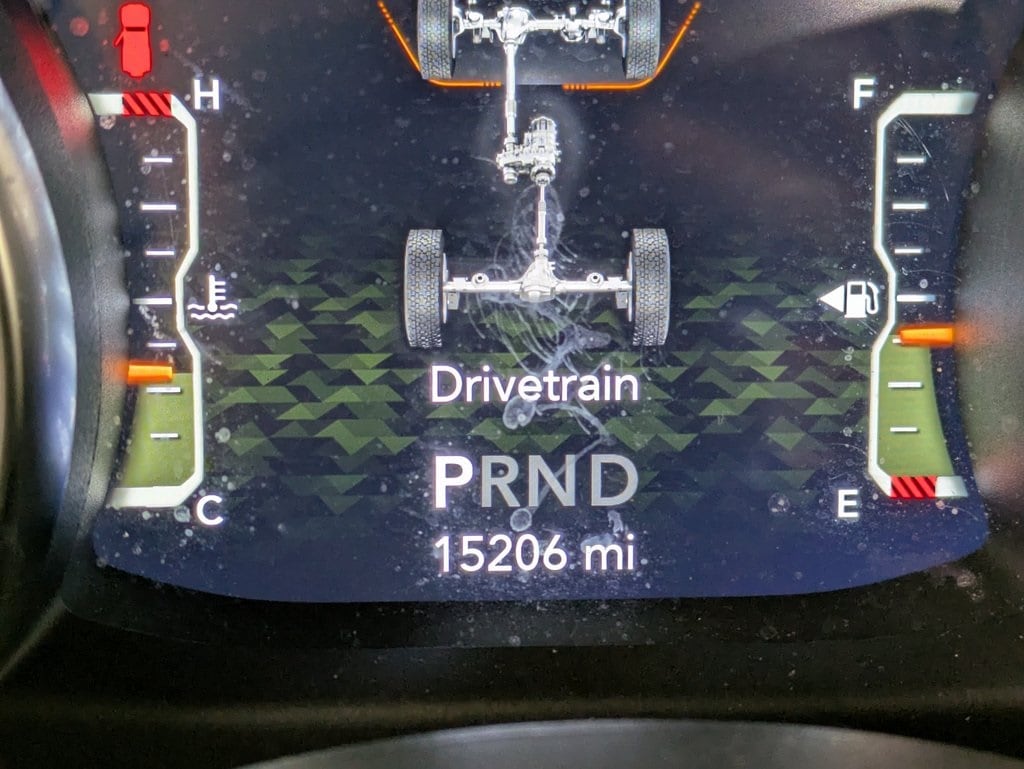 H F
Drivetrain
PRND
C E
15206 mi